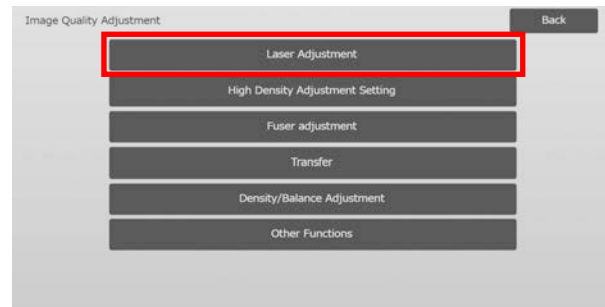 Image Quality Adjustment
Back
Laser Adjustment
High Density Adjustment Setting
Fuser adjustment
Transfer
Density/Balance Adjustment
Other Functions